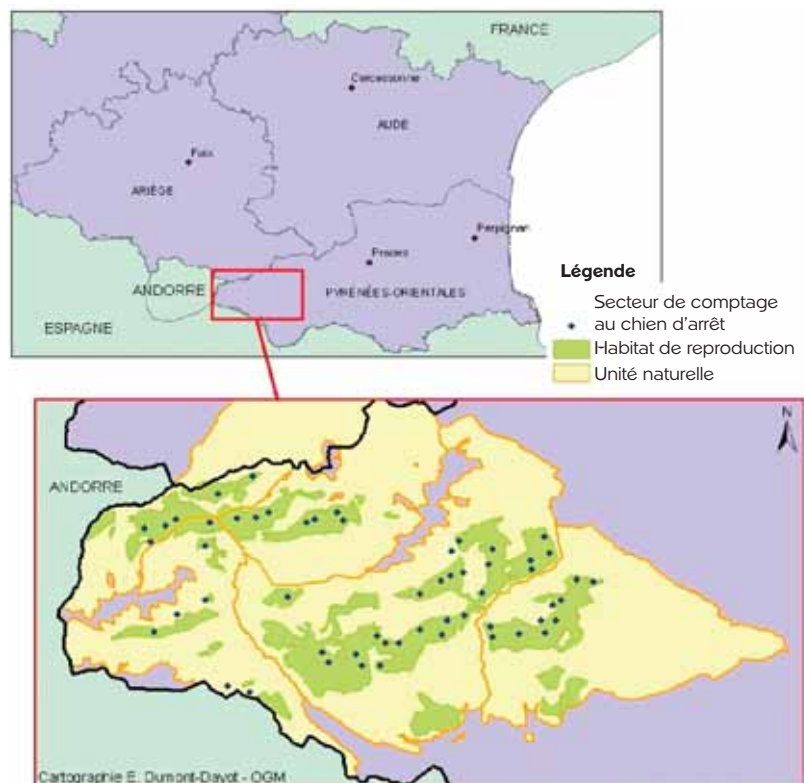 FRANCE
Carcassonne
AUDE
Foix
ARIÈGE
Perpignan
Prades
ANDORRE
PYRÉNÉES-ORIENTALES
ESPAGNE
Légende
Secteur de comptage
au chien d'arrêt
Habitat de reproduction
Unité naturelle
N
ANDORRE
Cartographie E. Dumont-Dayot - OGM